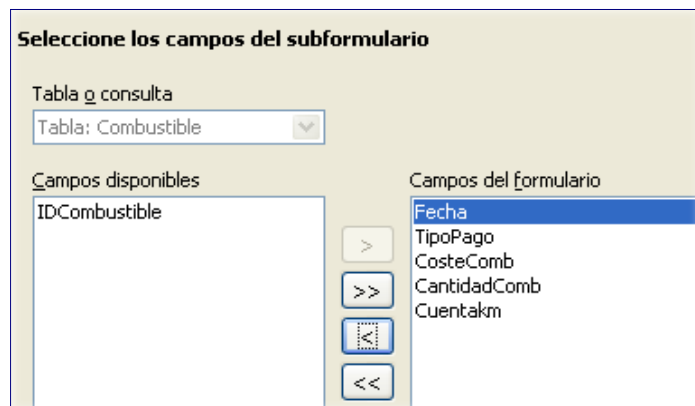 Seleccione los campos del subformulario
Tabla o consulta
Tabla: Combustible
Campos disponibles
IDCombustible
>
>>
<
<<
Campos del formulario
Fecha
TipoPago
CosteComb
CantidadComb
Cuentakm